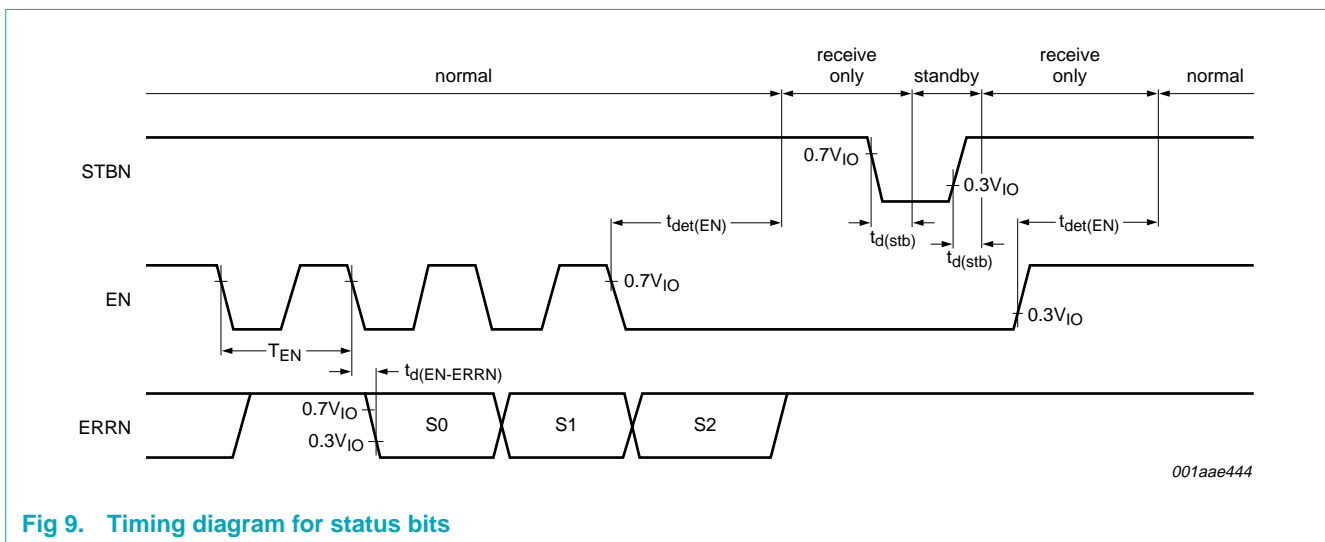 normal
receive only
standby
receive only
normal
STBN
0.7VIO
0.3VIO
tdet(EN)
td(stb)
td(stb)
tdet(EN)
EN
0.7VIO
0.3VIO
TEN
td(EN-ERRN)
ERRN
0.7VIO
0.3VIO
S0
S1
S2
001aae444
Fig 9. Timing diagram for status bits